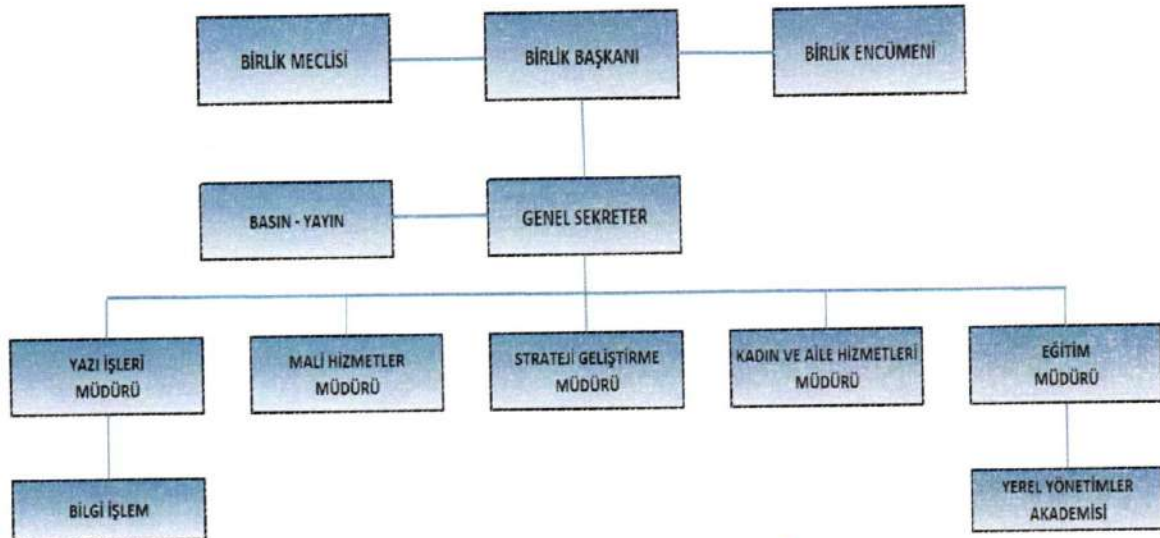 BİRLİK MECLİSİ
BİRLİK BAŞKANI
BİRLİK ENCÜMENİ
BASIN - YAYIN
GENEL SEKRETER
YAZI İŞLERİ
MÜDÜRÜ
MALİ HİZMETLER
MÜDÜRÜ
STRATEJİ GELİŞTİRME
MÜDÜRÜ
KADIN VE AİLE HİZMETLERİ
MÜDÜRÜ
EĞİTİM
MÜDÜRÜ
BİLGİ İŞLEM
YEREL YÖNETİMLER
AKADEMİSİ